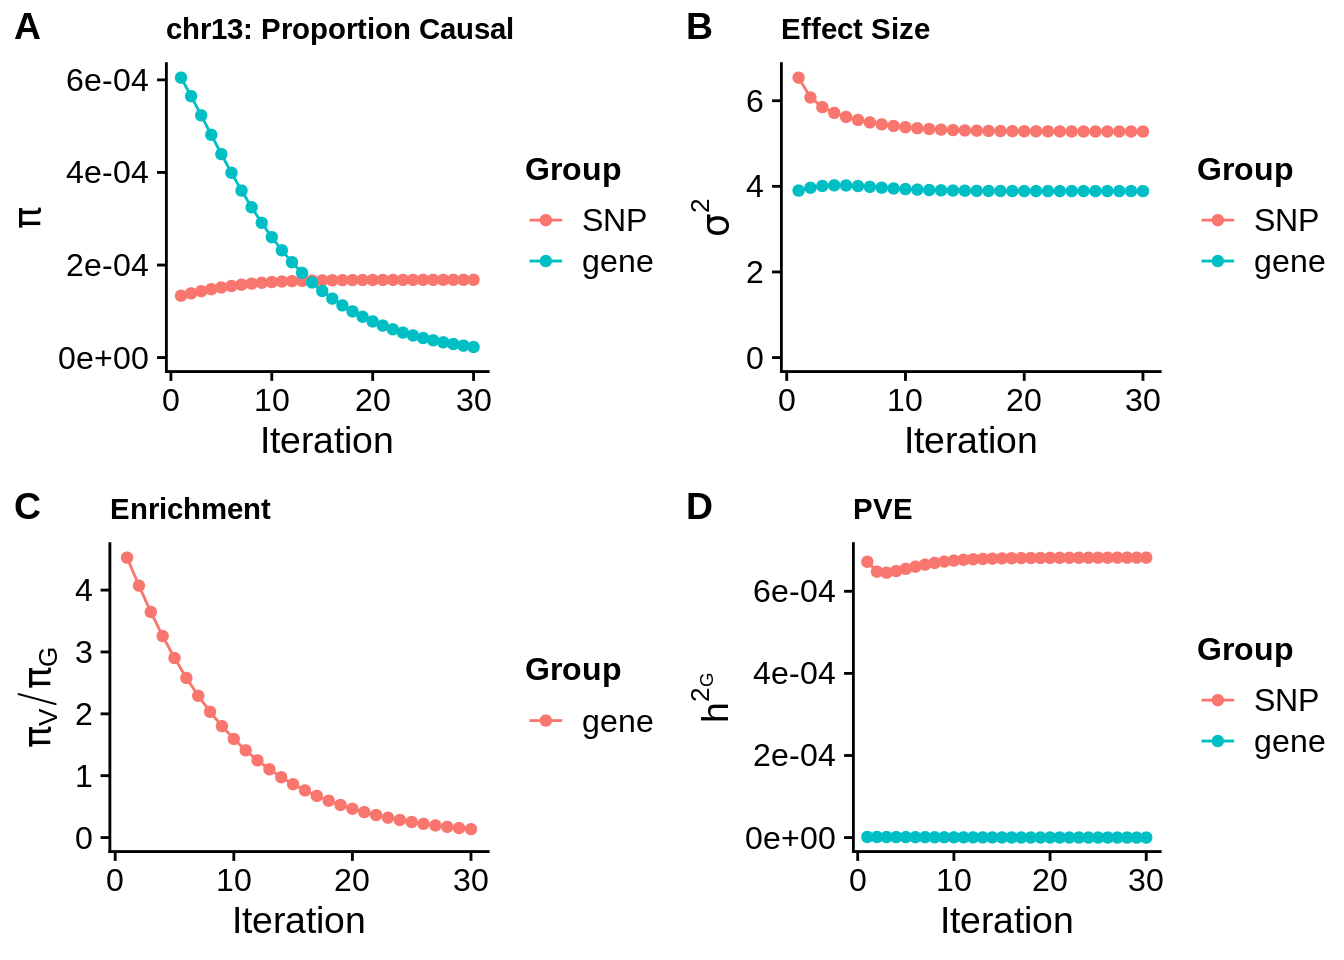 A
chr13: Proportion Causal
6e-04
4e-04
2e-04
0e+00
π
0 10 20 30
Iteration
Group
SNP
gene
B
Effect Size
6
4
2
0
σ²
0 10 20 30
Iteration
Group
SNP
gene
C
Enrichment
4
3
2
1
0
πV/πG
0 10 20 30
Iteration
Group
gene
D
PVE
6e-04
4e-04
2e-04
0e+00
h²G
0 10 20 30
Iteration
Group
SNP
gene